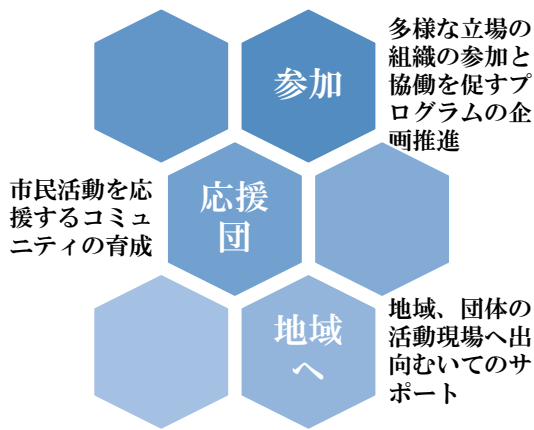 参加
多様な立場の
組織の参加と
協働を促すプ
ログラムの企
画推進
市民活動を応
援するコミュ
ニティの育成
応援
団
地域
へ
地域、団体の
活動現場へ出
向むいてのサ
ポート